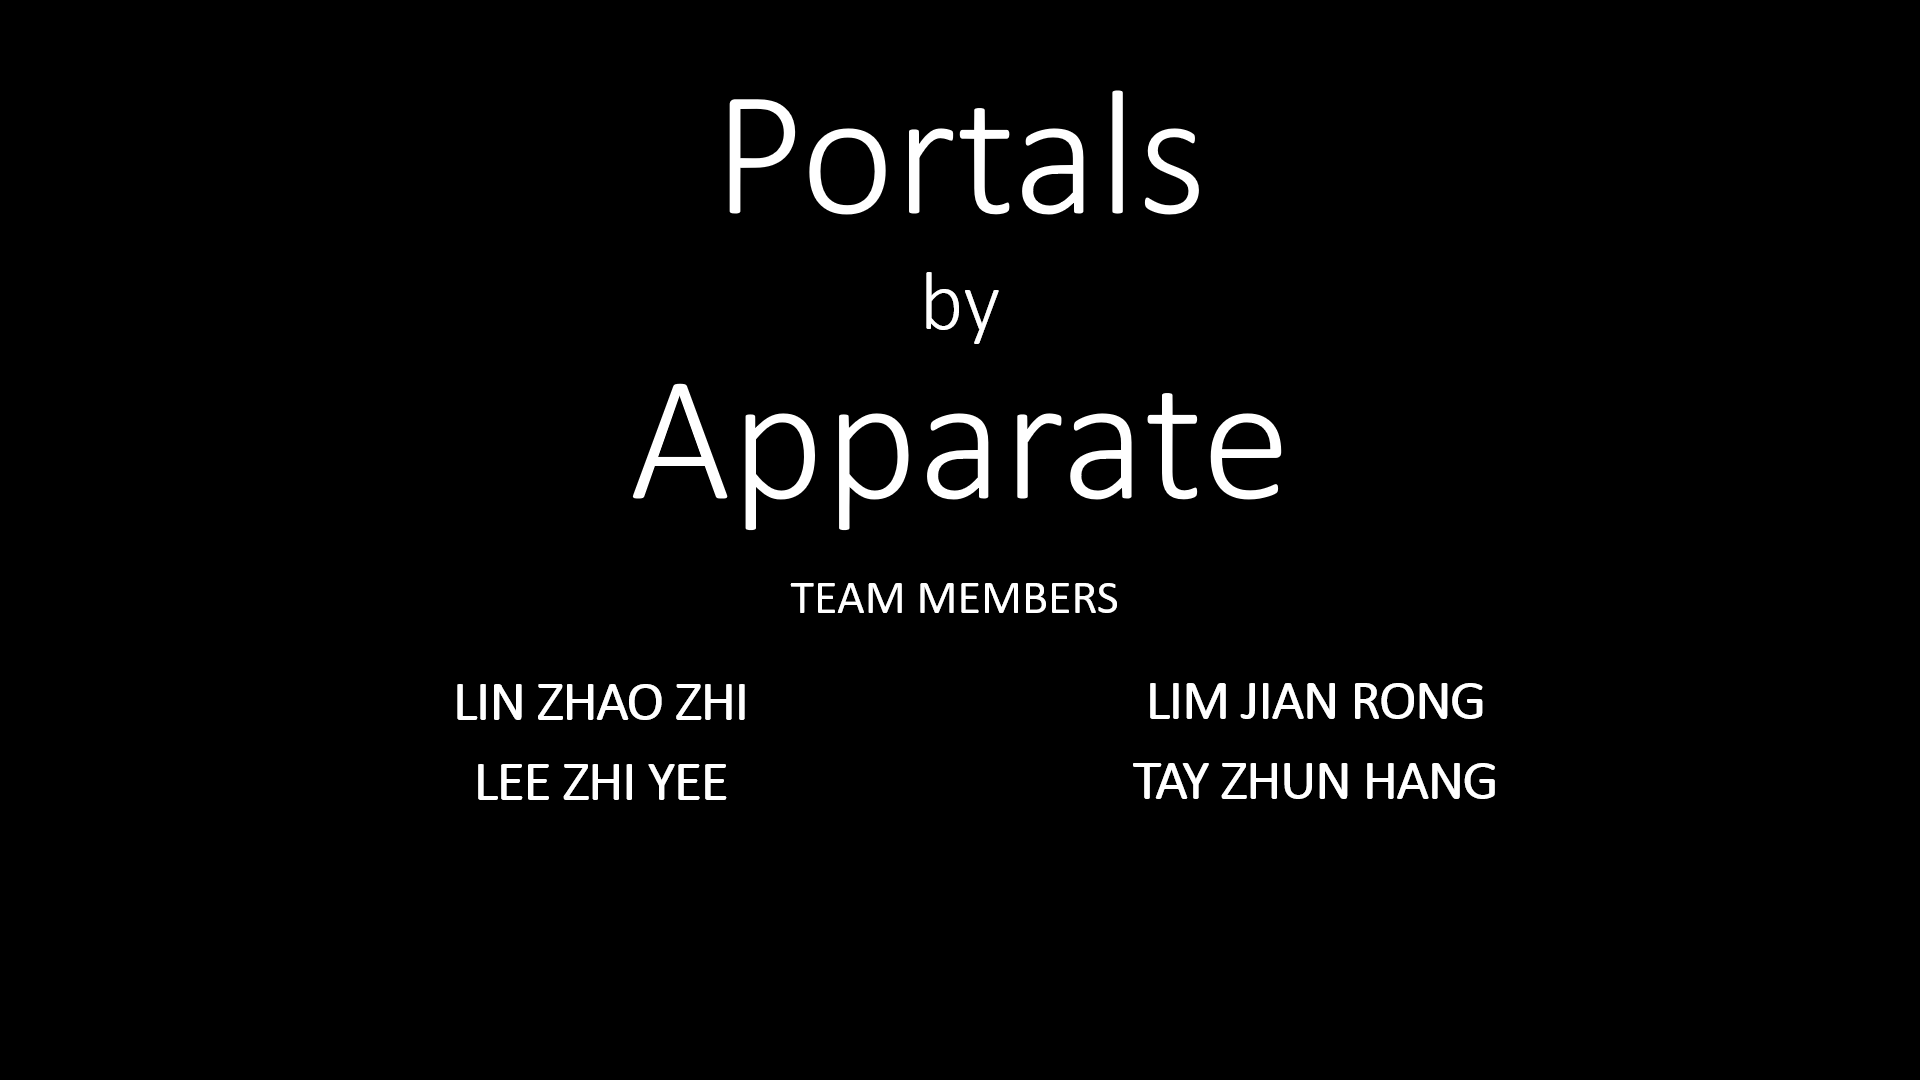 Portals
by
Apparate
TEAM MEMBERS
LIN ZHAO ZHI
LEE ZHI YEE
LIM JIAN RONG
TAY ZHUN HANG